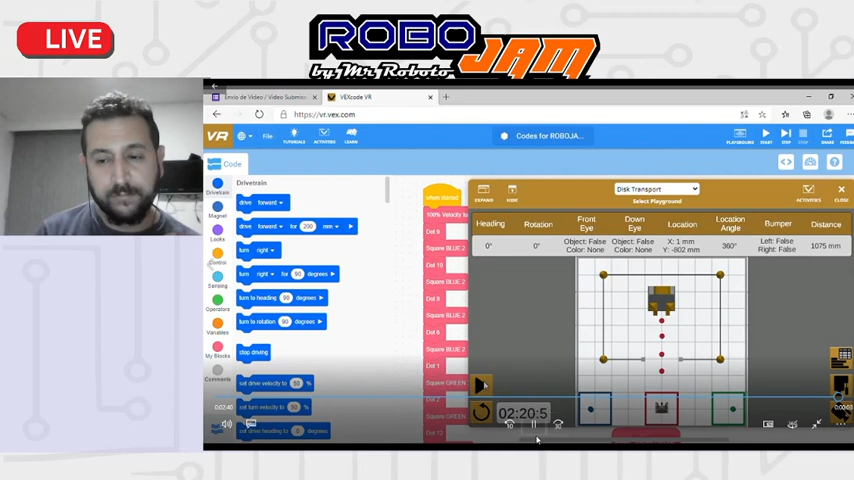 LIVE
ROBO
by Mr Roboto
JAM
Envio de Video / Video Submiss
VEXcode VR
https://vr.vex.com
VR
File
TUTORIALS
ACTIVITIES
LEARN
Codes for ROBOJA...
PLAYGROUND
START
STEP
STOP
SHARE
Code
Drivetrain
Magnet
Looks
Control
Sensing
Operators
Variables
My Blocks
Comments
Drivetrain
drive forward
drive forward for 200 mm
turn right
turn right for 90 degrees
turn to heading 90 degrees
turn to rotation 90 degrees
stop driving
set drive velocity to 50 %
set turn velocity to 50 %
set drive heading to 0 degrees
when started
100% Velocity
Dot 9
Square BLUE 2
Dot 10
Square BLUE 2
Dot 8
Square BLUE 2
Dot 6
Square BLUE 2
Dot 1
Square GREEN
Dot 2
Square GREEN
Dot 12
EXPAND
HIDE
Disk Transport
Select Playground
ACTIVITIES
CLOSE
Heading
Rotation
Front Eye
Down Eye
Location
Location Angle
Bumper
Distance
0°
0°
Object: False
Color: None
Object: False
Color: None
X: 1 mm
Y: -802 mm
360°
Left: False
Right: False
1075 mm
02:20:5
0:02:40
0:00:03
10
30